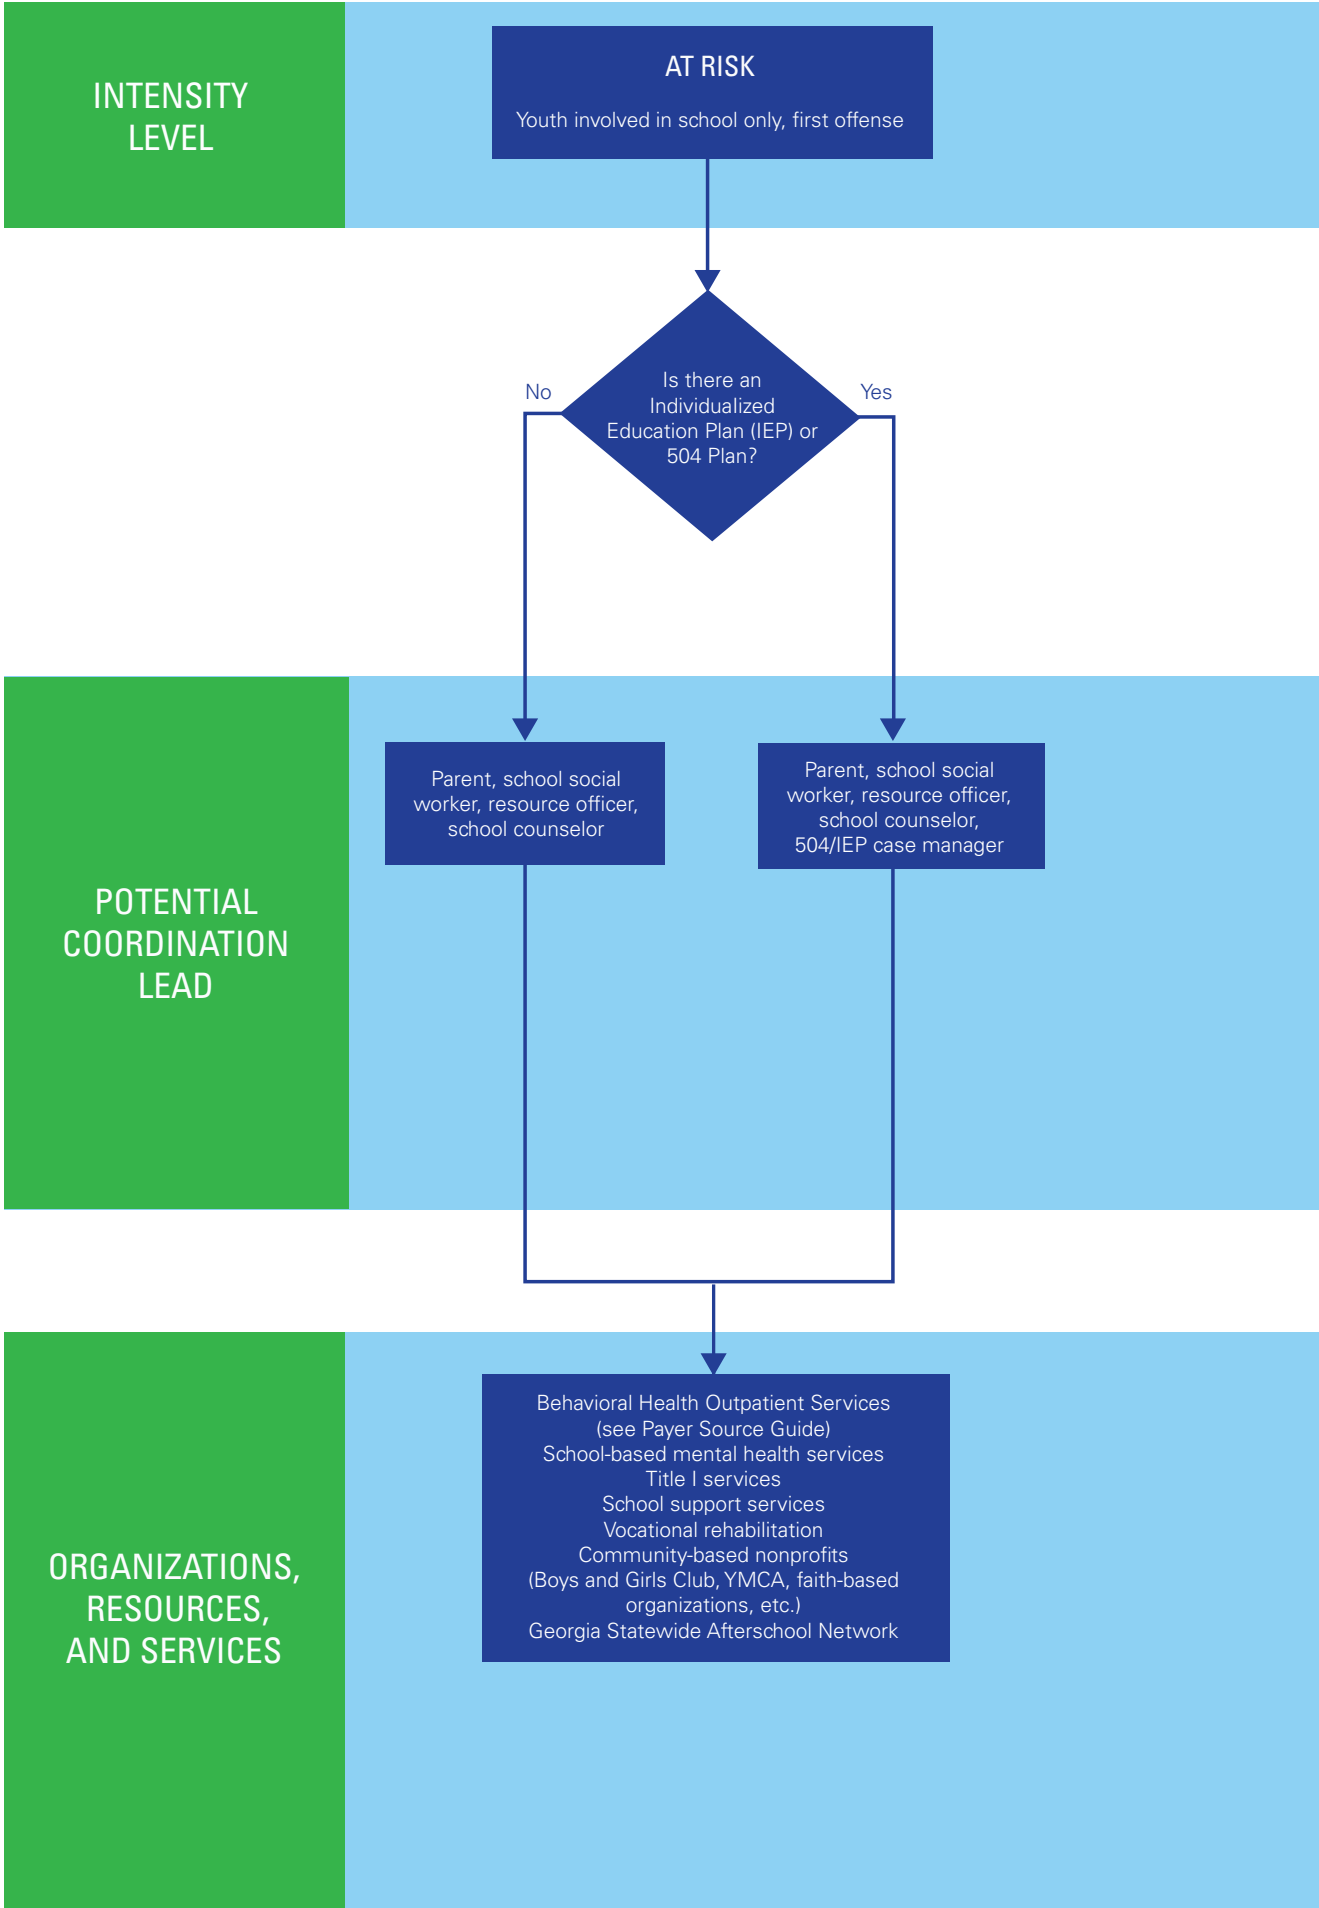 INTENSITY
LEVEL
AT RISK
Youth involved in school only, first offense
No
Is there an
Individualized
Education Plan (IEP) or
504 Plan?
Yes
POTENTIAL
COORDINATION
LEAD
Parent, school social
worker, resource officer,
school counselor
Parent, school social
worker, resource officer,
school counselor,
504/IEP case manager
ORGANIZATIONS,
RESOURCES,
AND SERVICES
Behavioral Health Outpatient Services
(see Payer Source Guide)
School-based mental health services
Title I services
School support services
Vocational rehabilitation
Community-based nonprofits
(Boys and Girls Club, YMCA, faith-based
organizations, etc.)
Georgia Statewide Afterschool Network